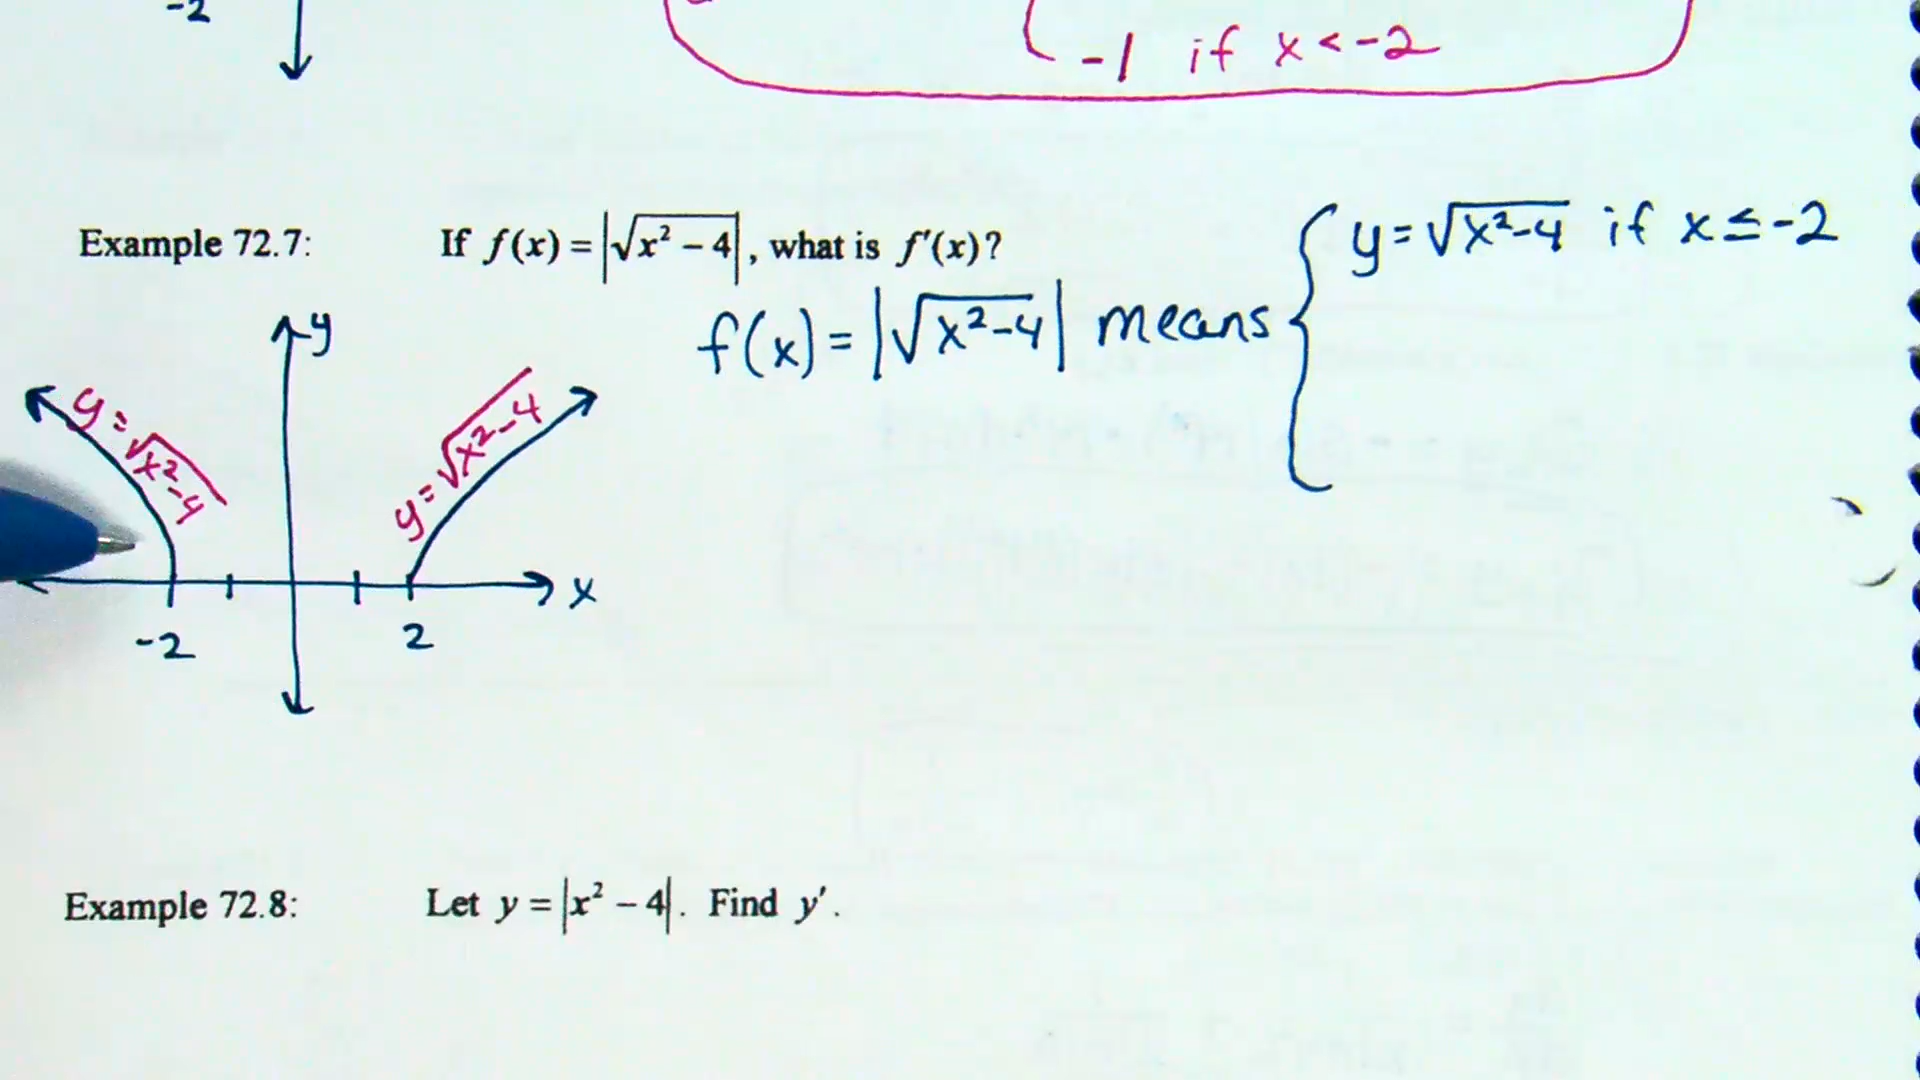 -2
-1 if x < -2
Example 72.7: If f(x) = |√(x² – 4)|, what is f′(x)?
y = √(x²-4) if x ≤ -2
f(x) = |√(x²-4)| means
y
y = √(x²-4)
y = √(x²-4)
x
-2 2
Example 72.8: Let y = |x² – 4|. Find y′.